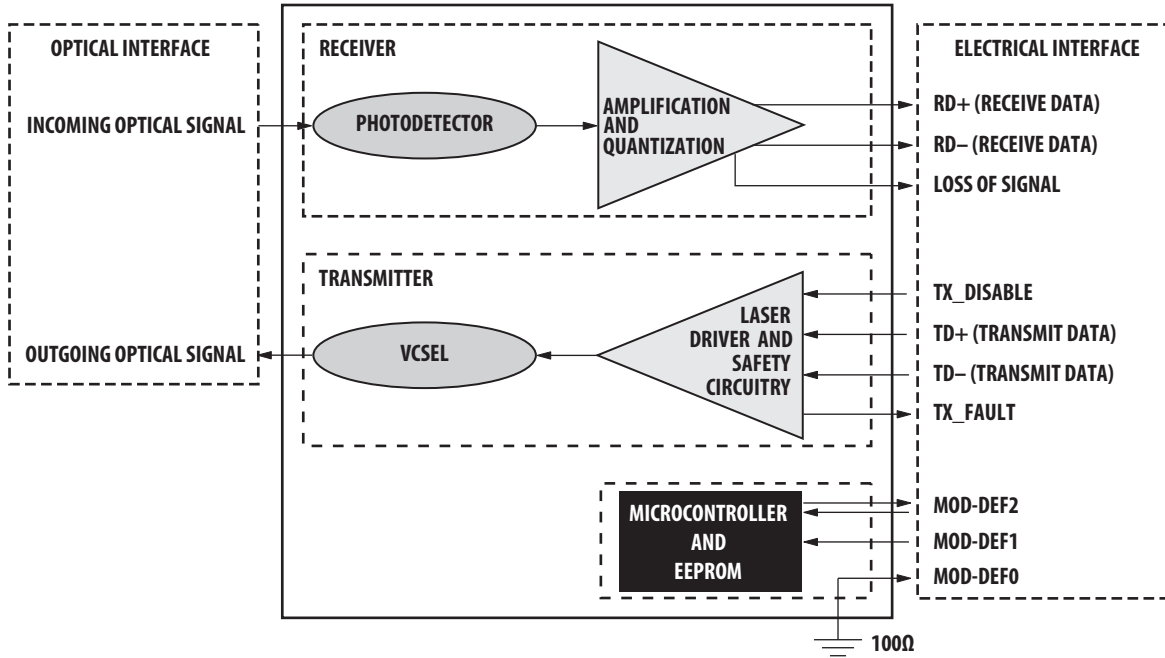 OPTICAL INTERFACE
INCOMING OPTICAL SIGNAL
OUTGOING OPTICAL SIGNAL
RECEIVER
PHOTODETECTOR
AMPLIFICATION
AND
QUANTIZATION
TRANSMITTER
VCSEL
LASER
DRIVER AND
SAFETY
CIRCUITRY
MICROCONTROLLER
AND
EEPROM
ELECTRICAL INTERFACE
RD+ (RECEIVE DATA)
RD– (RECEIVE DATA)
LOSS OF SIGNAL
TX_DISABLE
TD+ (TRANSMIT DATA)
TD– (TRANSMIT DATA)
TX_FAULT
MOD-DEF2
MOD-DEF1
MOD-DEF0
100Ω